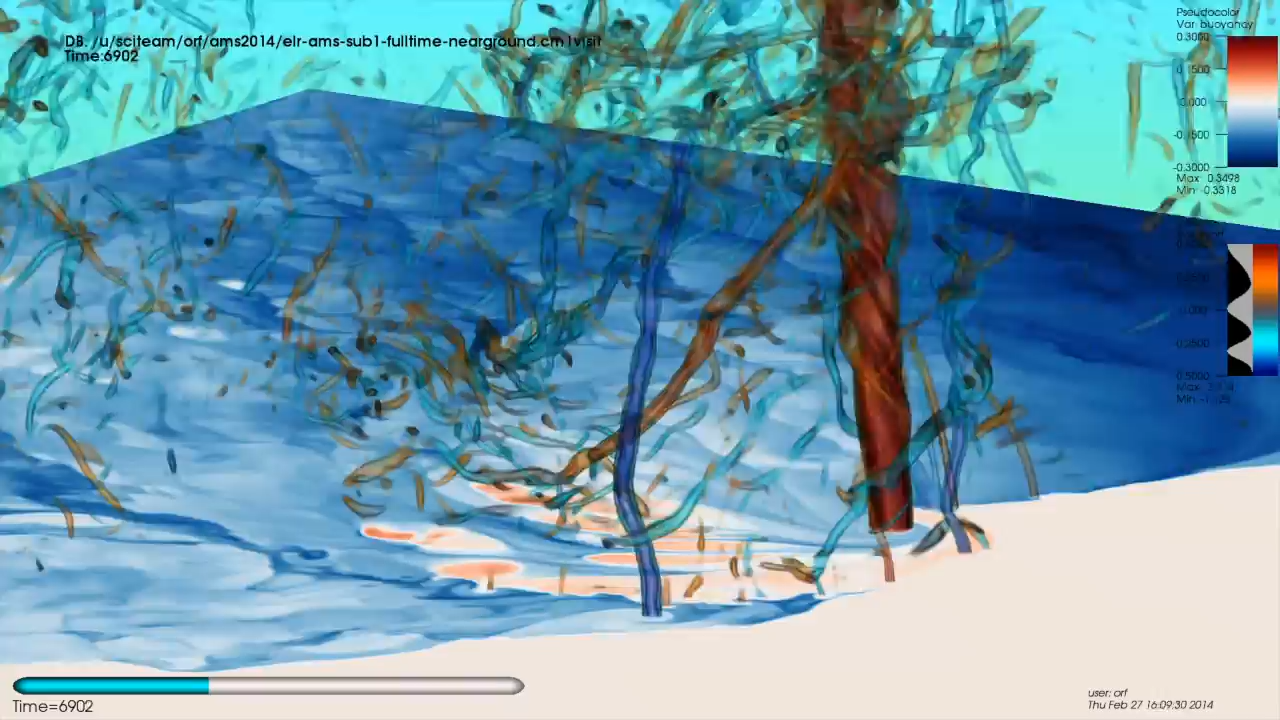 DB: /u/sciteam/orf/ams2014/elr-ams-sub1-fulltime-nearground.cm1visit
Time:6902
Pseudocolor
Var: buoyancy
0.3000
0.1500
0.000
-0.1500
-0.3000
Max: 0.3498
Min: -0.3318
0.000
Time=6902
user: orf
Thu Feb 27 16:09:30 2014